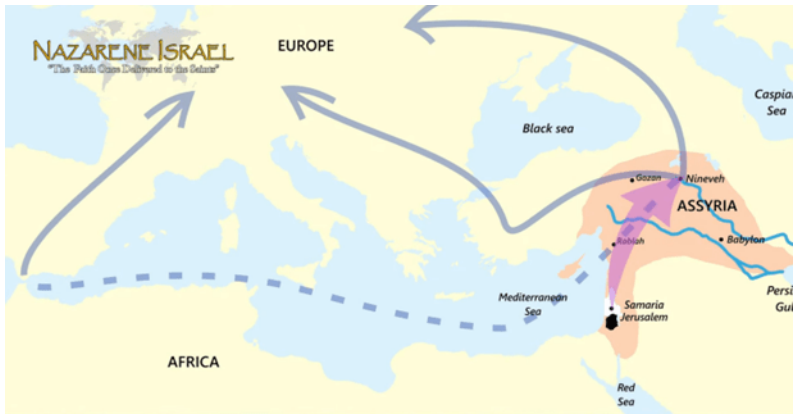 NAZARENE ISRAEL
"The Faith Once Delivered to the Saints"
EUROPE
Caspian
Sea
Black sea
Gozan
Nineveh
ASSYRIA
Riblah
Babylon
Persi
Gul
Mediterranean
Sea
Samaria
Jerusalem
AFRICA
Red
Sea